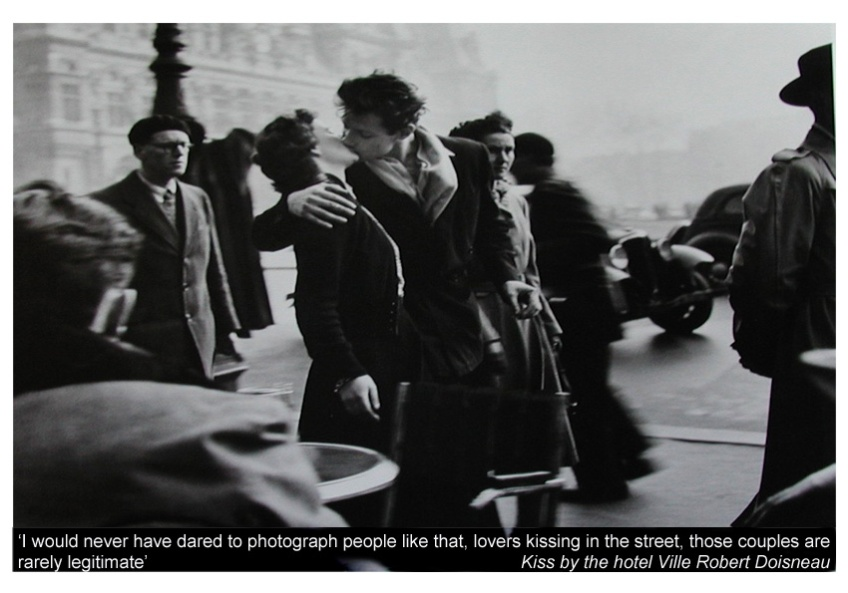 ‘I would never have dared to photograph people like that, lovers kissing in the street, those couples are
rarely legitimate’
Kiss by the hotel Ville Robert Doisneau